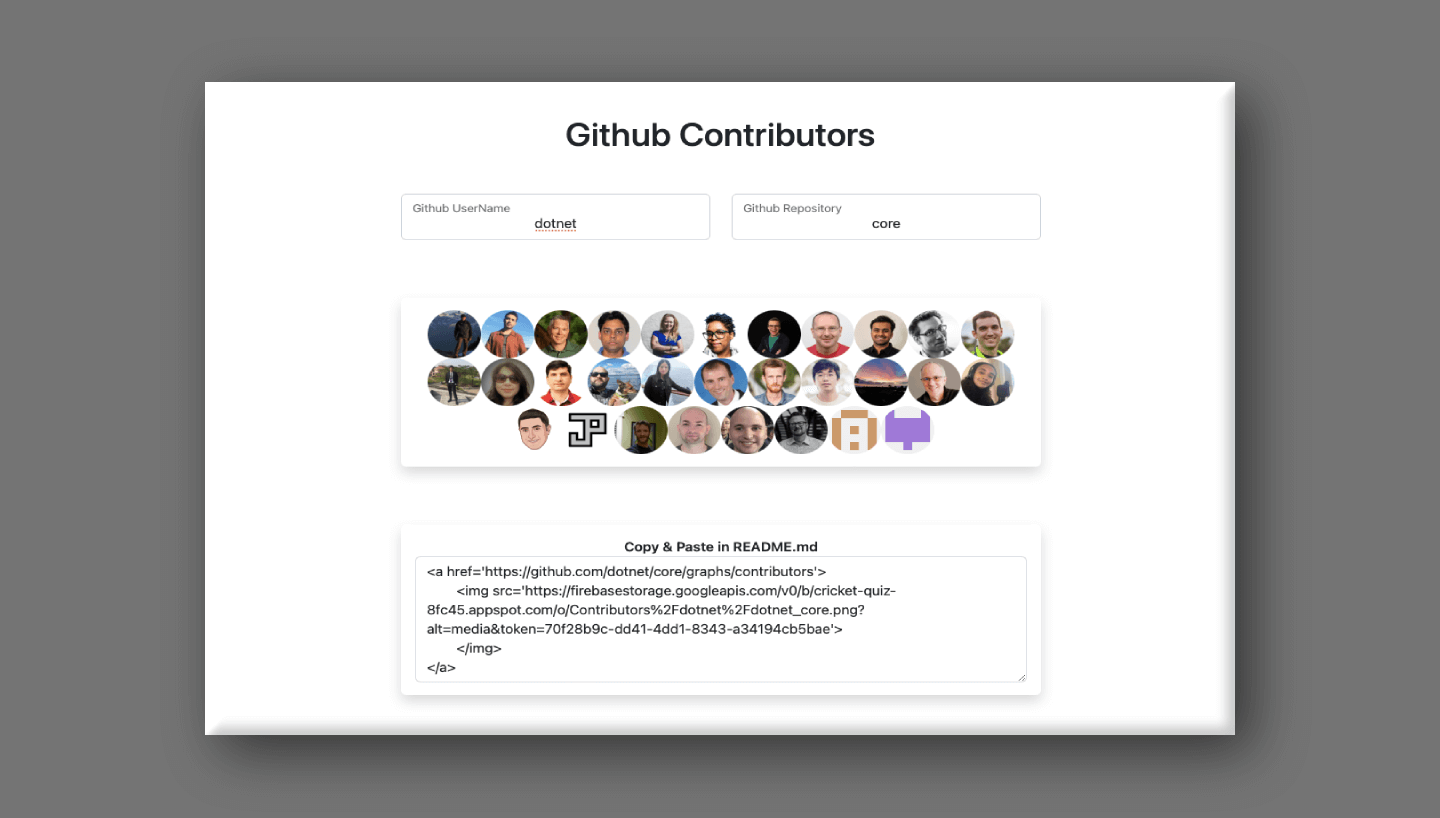 Github Contributors
Github UserName
dotnet
Github Repository
core
JP
Copy & Paste in README.md
<a href='https://github.com/dotnet/core/graphs/contributors'>
<img src='https://firebasestorage.googleapis.com/v0/b/cricket-quiz-
8fc45.appspot.com/o/Contributors%2Fdotnet%2Fdotnet_core.png?
alt=media&token=70f28b9c-dd41-4dd1-8343-a34194cb5bae'>
</img>
</a>